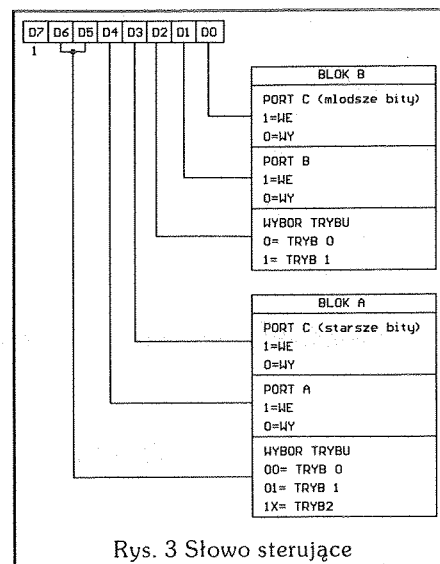 D7 D6 D5 D4 D3 D2 D1 D0
1
BLOK B
PORT C (mlodsze bity)
1=WE
0=WY
PORT B
1=WE
0=WY
WYBOR TRYBU
0= TRYB 0
1= TRYB 1
BLOK A
PORT C (starsze bity)
1=WE
0=WY
PORT A
1=WE
0=WY
WYBOR TRYBU
00= TRYB 0
01= TRYB 1
1X= TRYB2
Rys. 3 Słowo sterujące